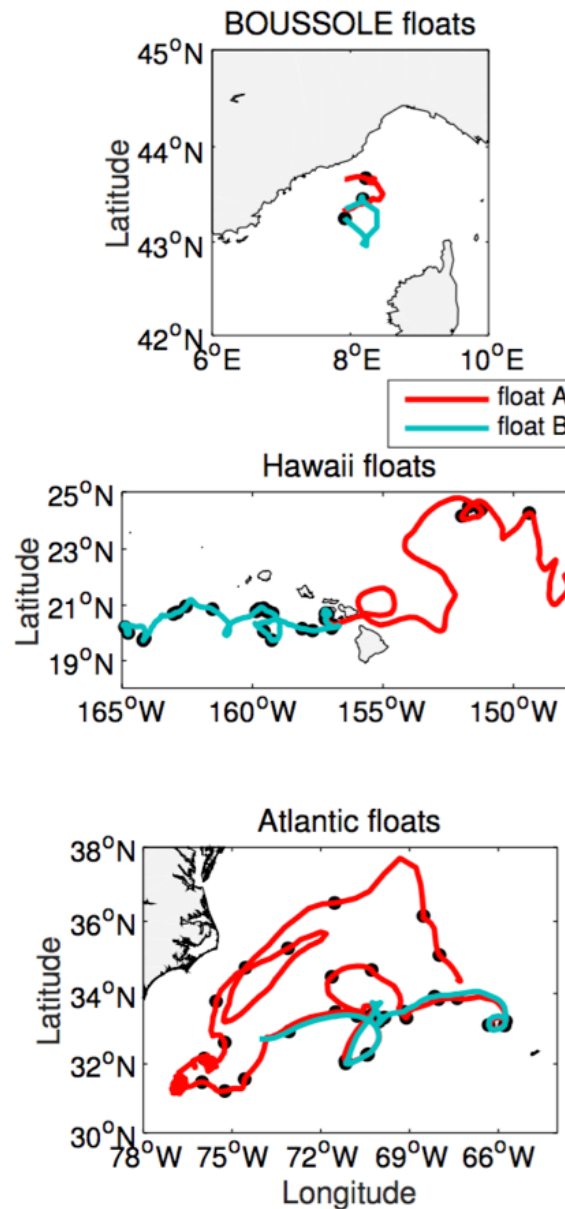 BOUSSOLE floats
45°N
44°N
43°N
42°N
Latitude
6°E 8°E 10°E
float A
float B
Hawaii floats
25°N
23°N
21°N
19°N
Latitude
165°W 160°W 155°W 150°W
Atlantic floats
38°N
36°N
34°N
32°N
30°N
Latitude
78°W 75°W 72°W 69°W 66°W
Longitude